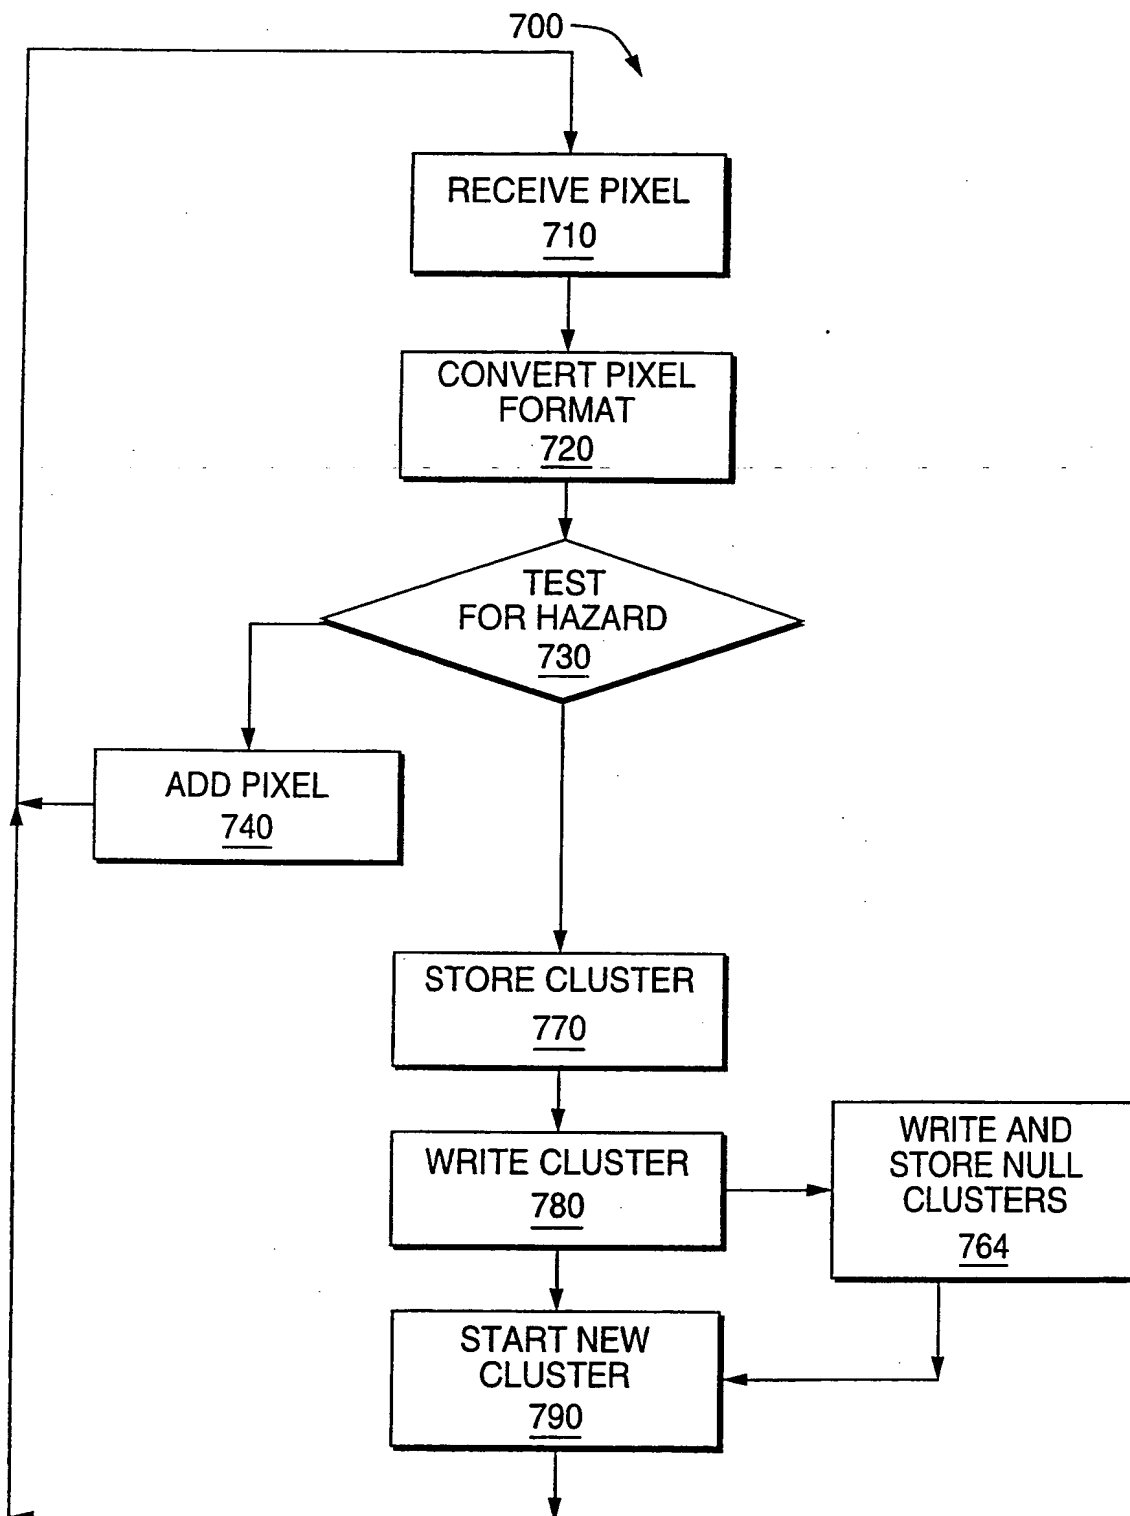 700
RECEIVE PIXEL
710
CONVERT PIXEL
FORMAT
720
TEST
FOR HAZARD
730
ADD PIXEL
740
STORE CLUSTER
770
WRITE CLUSTER
780
WRITE AND
STORE NULL
CLUSTERS
764
START NEW
CLUSTER
790